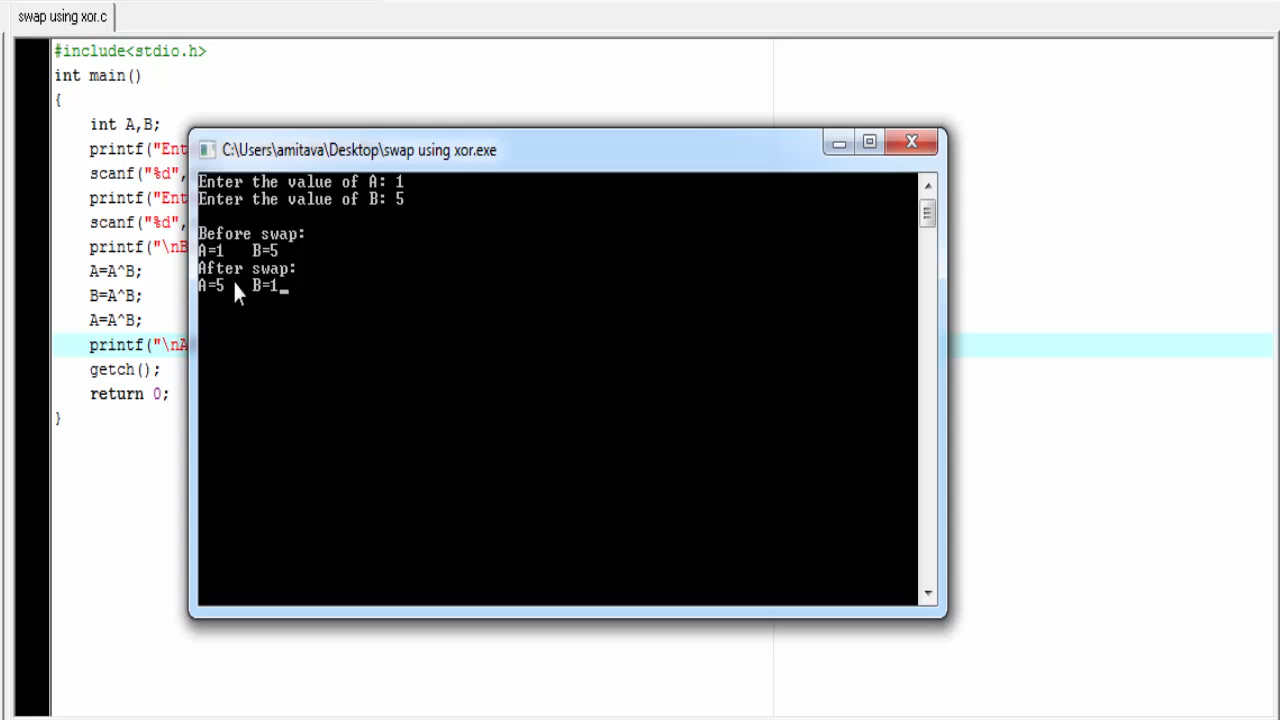 swap using xor.c
#include<stdio.h>
int main()
{
int A,B;
printf("Ent
scanf("%d",
printf("Ent
scanf("%d",
printf("\nB
A=A^B;
B=A^B;
A=A^B;
printf("\nA
getch();
return 0;
}
C:\Users\amitava\Desktop\swap using xor.exe
Enter the value of A: 1
Enter the value of B: 5
Before swap:
A=1 B=5
After swap:
A=5 B=1_